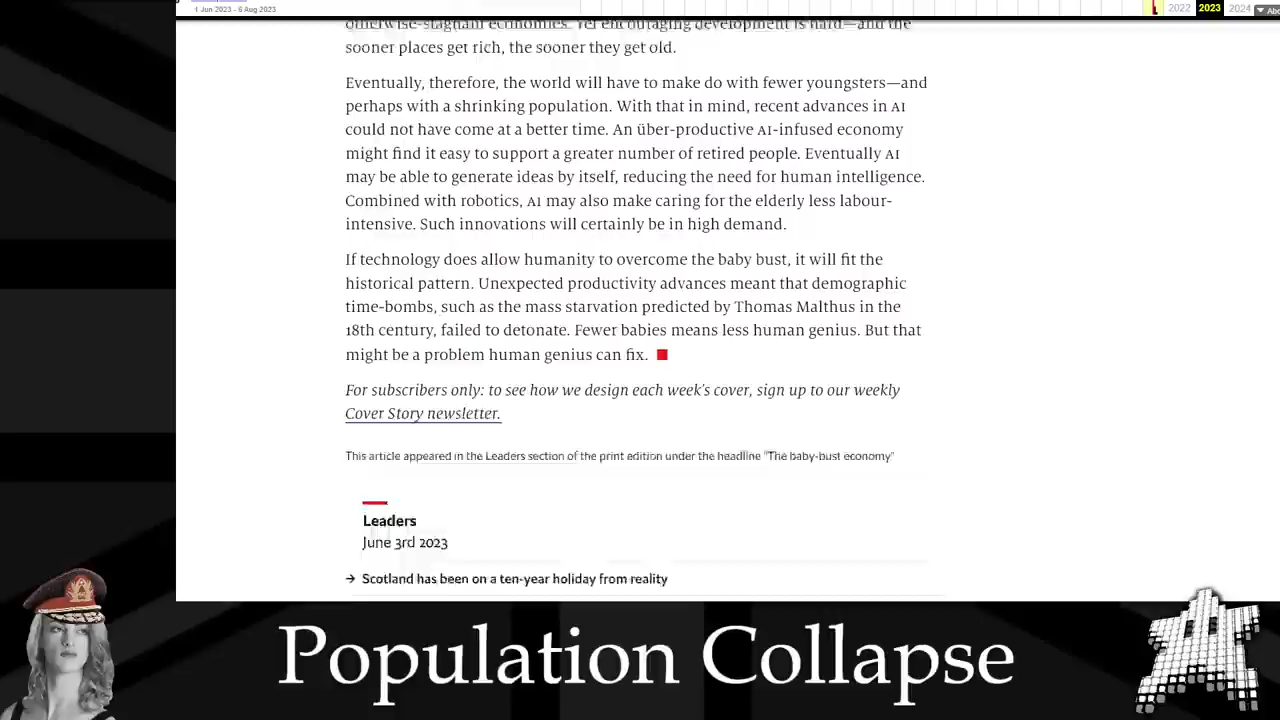 1 Jun 2023 - 6 Aug 2023
2022 2023 2024
otherwise-stagnant economies. Yet encouraging development is hard—and the
sooner places get rich, the sooner they get old.
Eventually, therefore, the world will have to make do with fewer youngsters—and
perhaps with a shrinking population. With that in mind, recent advances in AI
could not have come at a better time. An über-productive AI-infused economy
might find it easy to support a greater number of retired people. Eventually AI
may be able to generate ideas by itself, reducing the need for human intelligence.
Combined with robotics, AI may also make caring for the elderly less labour-
intensive. Such innovations will certainly be in high demand.
If technology does allow humanity to overcome the baby bust, it will fit the
historical pattern. Unexpected productivity advances meant that demographic
time-bombs, such as the mass starvation predicted by Thomas Malthus in the
18th century, failed to detonate. Fewer babies means less human genius. But that
might be a problem human genius can fix.
For subscribers only: to see how we design each week's cover, sign up to our weekly
Cover Story newsletter.
This article appeared in the Leaders section of the print edition under the headline "The baby-bust economy"
Leaders
June 3rd 2023
→ Scotland has been on a ten-year holiday from reality
Population Collapse